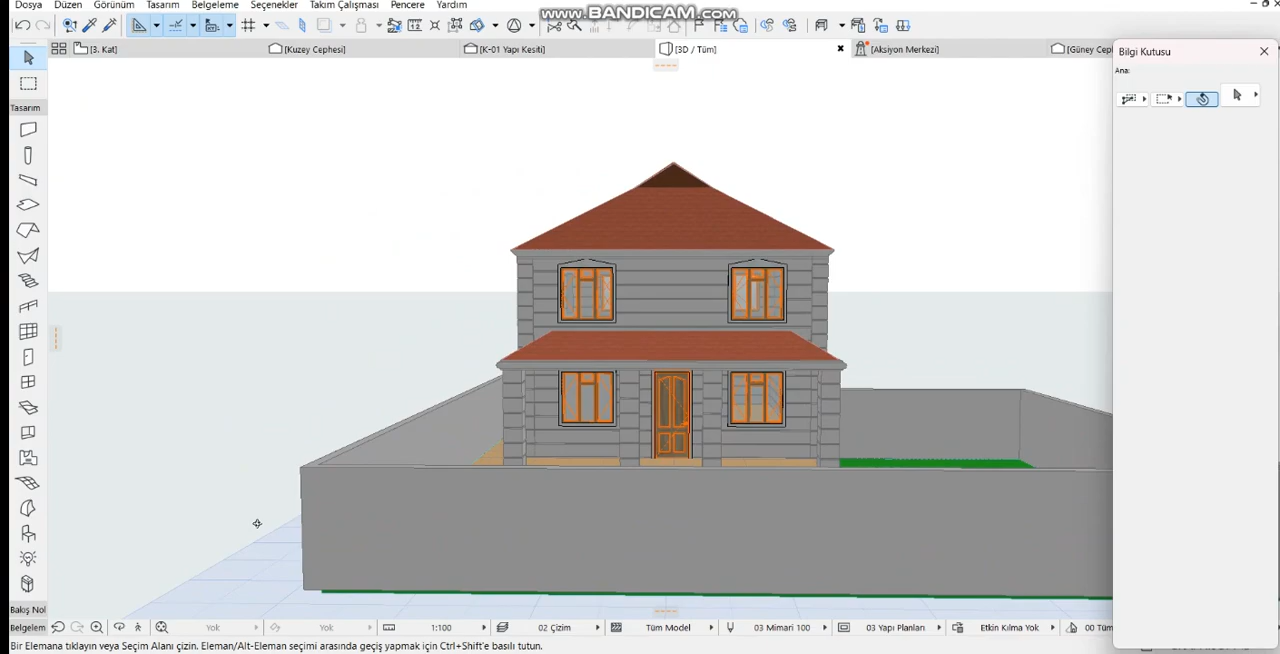 Dosya Düzen Görünüm Tasarım Belgeleme Seçenekler Takım Çalışması Pencere Yardım
www.BANDICAM.com
[3. Kat] [Kuzey Cephesi] [K-01 Yapı Kesiti] [3D / Tüm] [Aksiyon Merkezi] [Güney Cepl
Bilgi Kutusu
Ana:
Tasarım
Bakış Nol
Belgelem Yok Yok 1:100 02 Çizim Tüm Model 03 Mimari 100 03 Yapı Planları Etkin Kılma Yok 00 Tüm
Bir Elemana tıklayın veya Seçim Alanı çizin. Eleman/Alt-Eleman seçimi arasında geçiş yapmak için Ctrl+Shift'e basılı tutun.